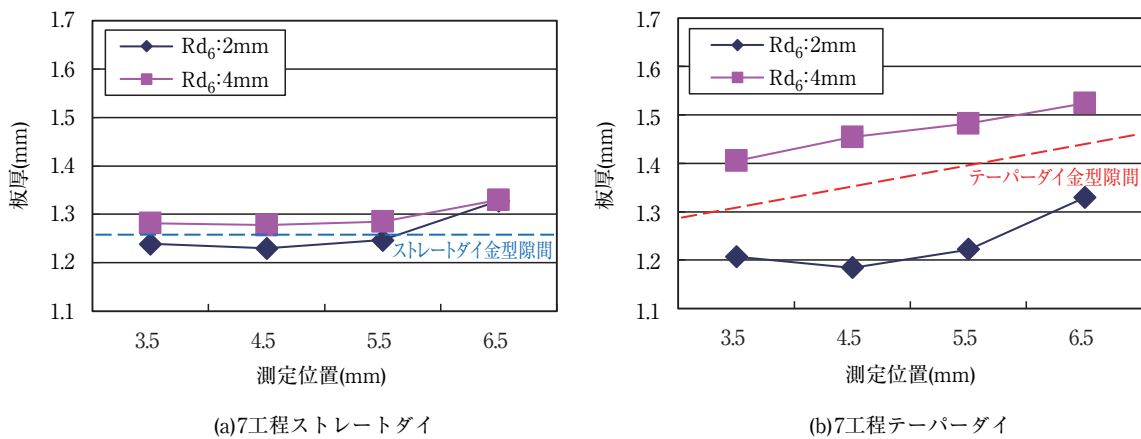 1.7
1.6
1.5
1.4
1.3
1.2
1.1
板厚(mm)
Rd6:2mm
Rd6:4mm
ストレートダイ金型隙間
3.5 4.5 5.5 6.5
測定位置(mm)
(a)7工程ストレートダイ
1.7
1.6
1.5
1.4
1.3
1.2
1.1
板厚(mm)
Rd6:2mm
Rd6:4mm
テーパーダイ金型隙間
3.5 4.5 5.5 6.5
測定位置(mm)
(b)7工程テーパーダイ